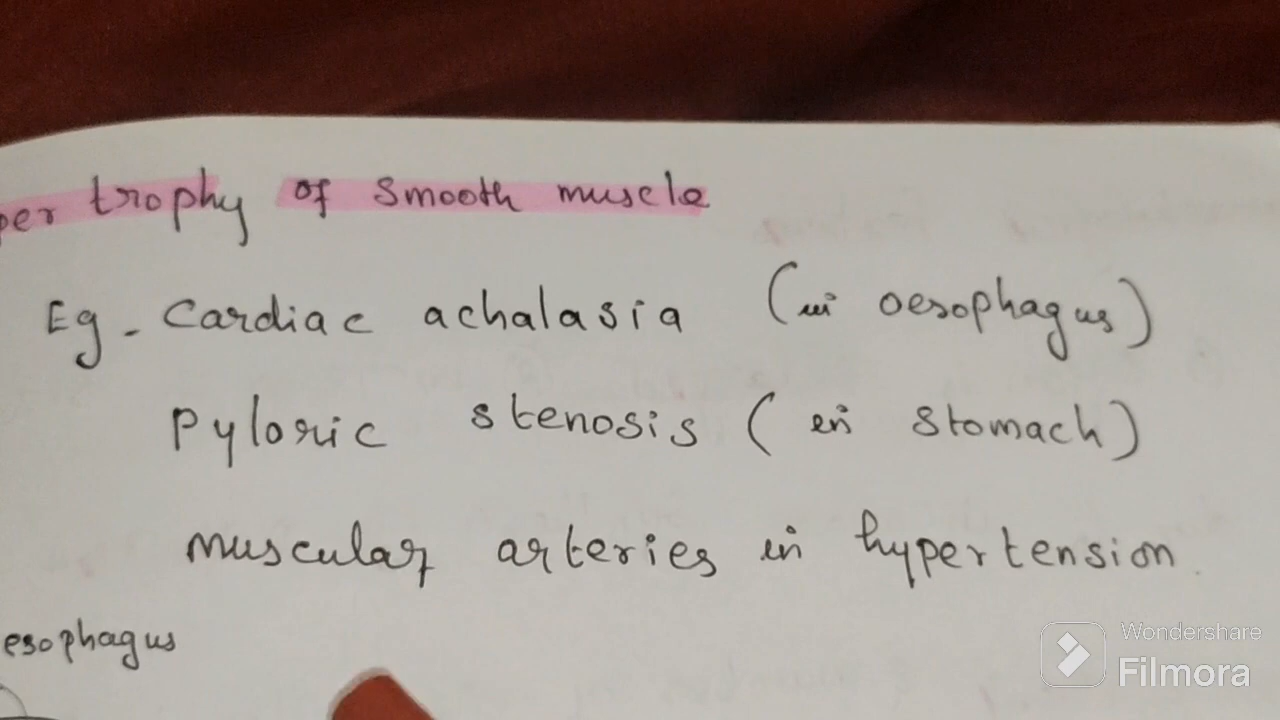 per trophy of smooth muscle
Eg - Cardiac achalasia (in oesophagus)
Pyloric stenosis (in stomach)
muscular arteries in hypertension
esophagus
Wondershare
Filmora